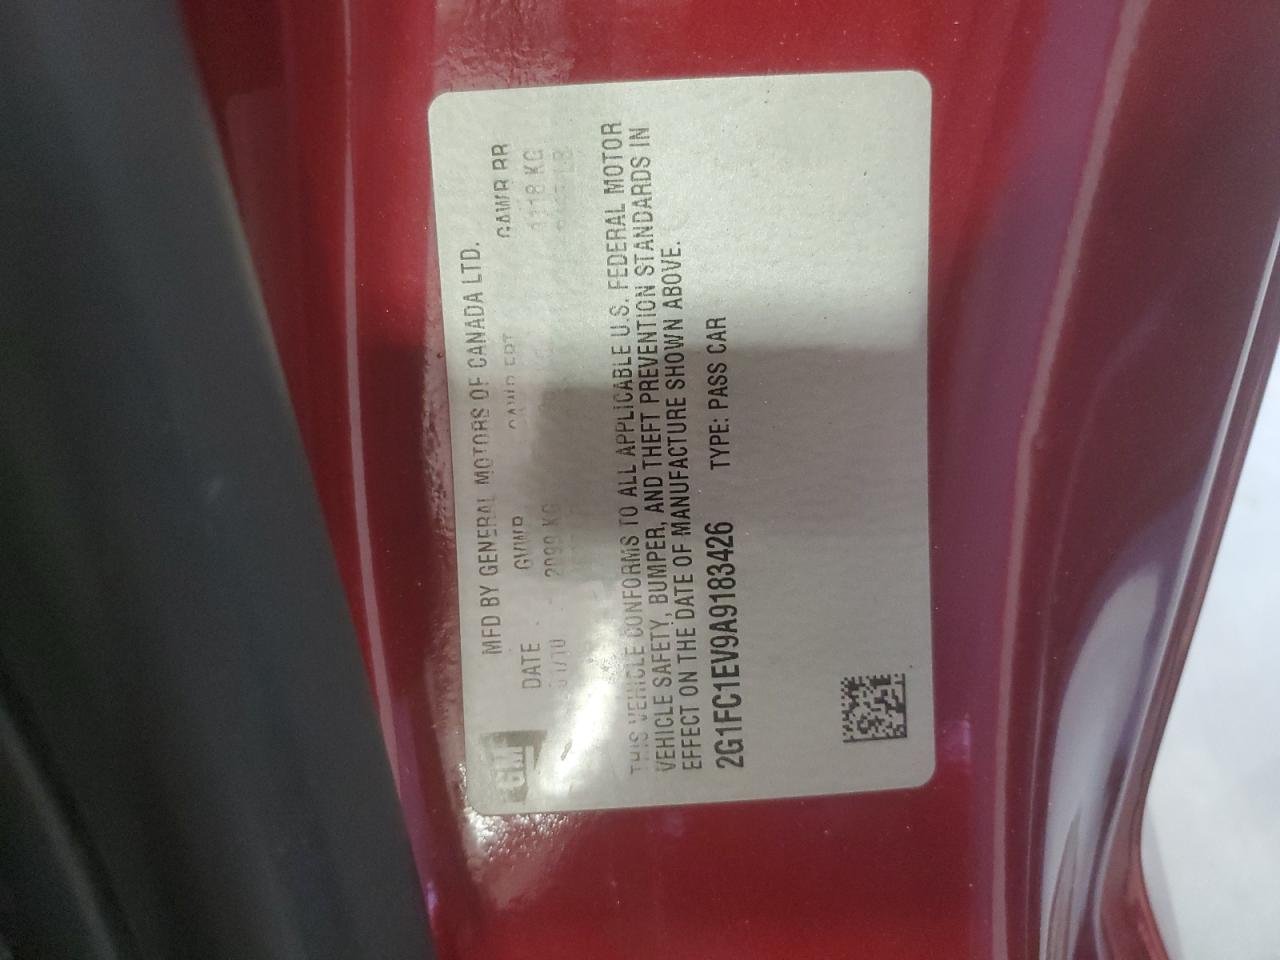 GM
MFD BY GENERAL MOTORS OF CANADA LTD.
DATE GVWR GAWR FRT GAWR RR
01/10 2099 KG KG
THIS VEHICLE CONFORMS TO ALL APPLICABLE U.S. FEDERAL MOTOR
VEHICLE SAFETY, BUMPER, AND THEFT PREVENTION STANDARDS IN
EFFECT ON THE DATE OF MANUFACTURE SHOWN ABOVE.
2G1FC1EV9A9183426 TYPE: PASS CAR